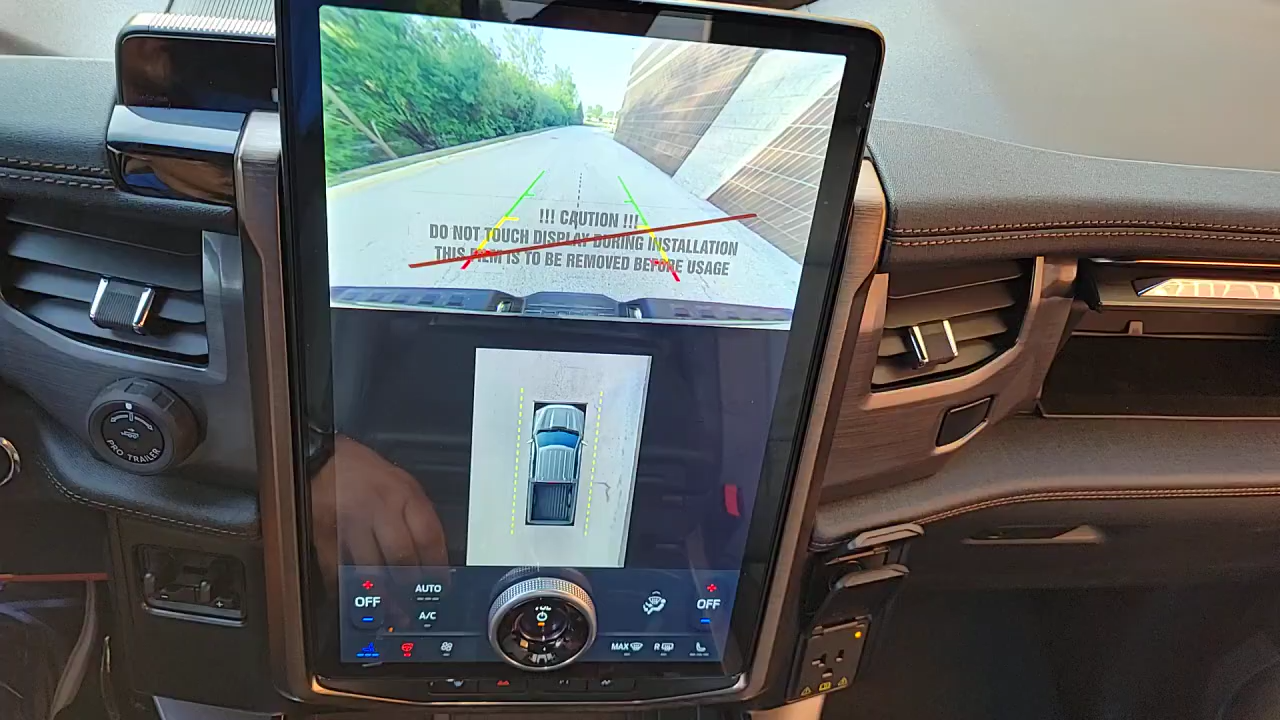 !!! CAUTION !!!
DO NOT TOUCH DISPLAY DURING INSTALLATION
THIS FILM IS TO BE REMOVED BEFORE USAGE
PRO TRAILER
OFF
AUTO
A/C
OFF
MAX
R